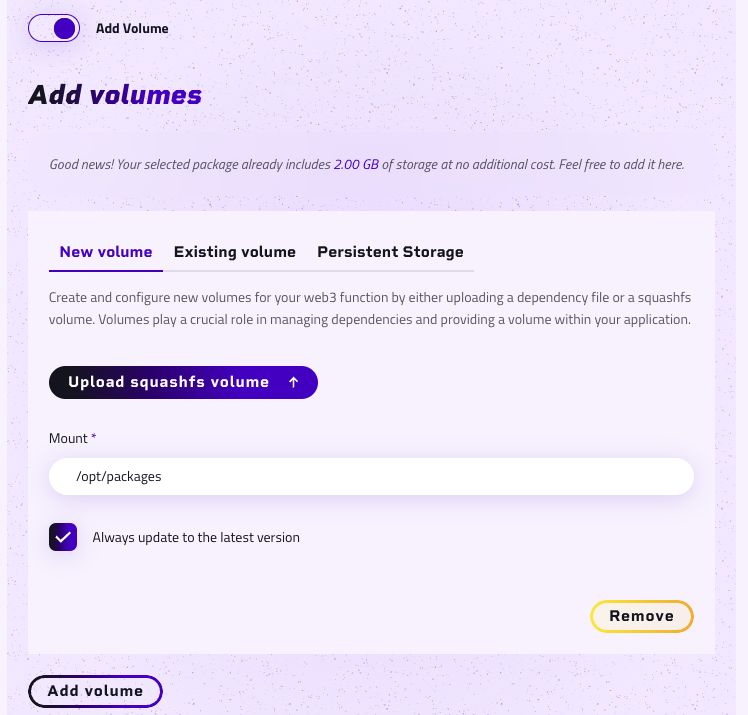 Add Volume
Add volumes
Good news! Your selected package already includes 2.00 GB of storage at no additional cost. Feel free to add it here.
New volume Existing volume Persistent Storage
Create and configure new volumes for your web3 function by either uploading a dependency file or a squashfs
volume. Volumes play a crucial role in managing dependencies and providing a volume within your application.
Upload squashfs volume ↑
Mount *
/opt/packages
Always update to the latest version
Remove
Add volume